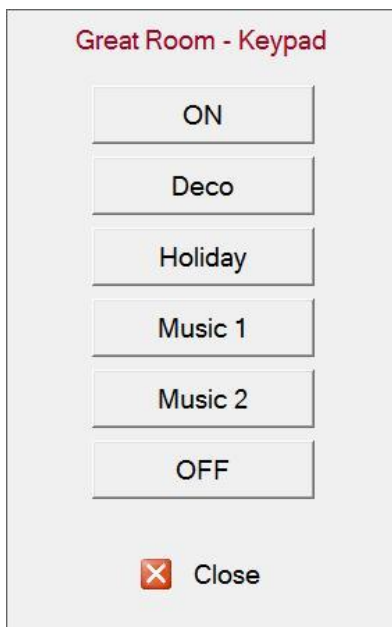 Great Room - Keypad
ON
Deco
Holiday
Music 1
Music 2
OFF
Close